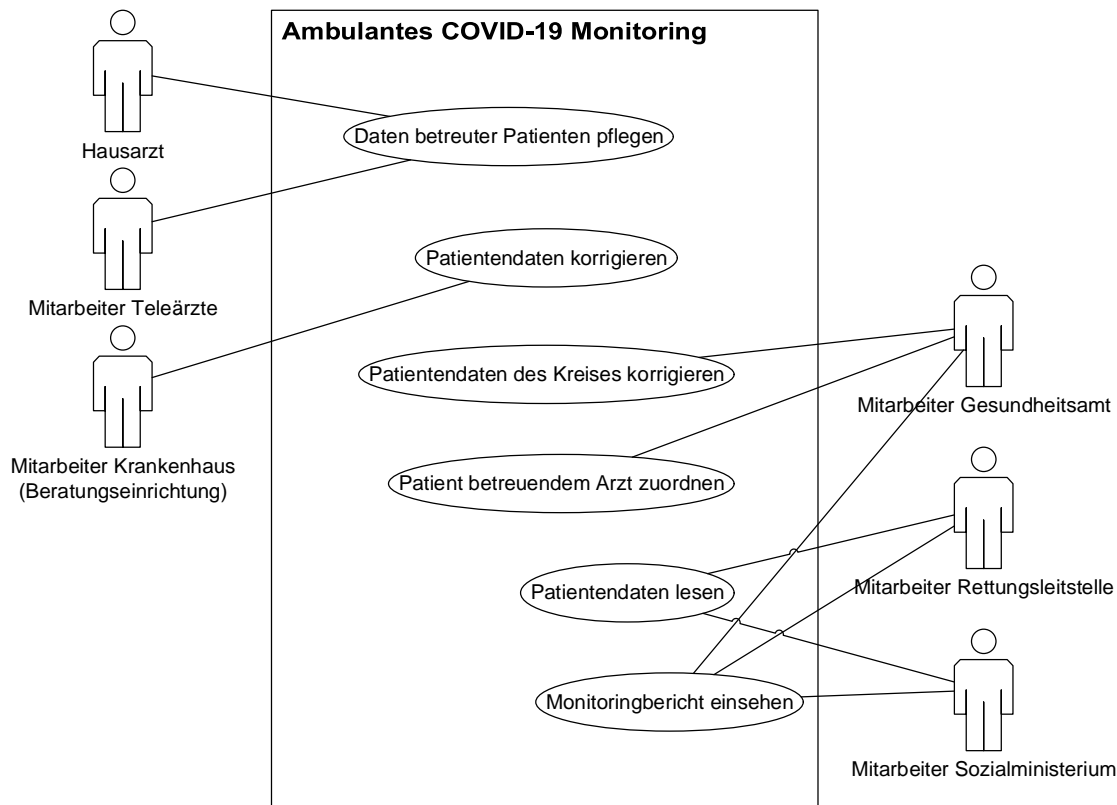 Ambulantes COVID-19 Monitoring
Hausarzt
Daten betreuter Patienten pflegen
Mitarbeiter Teleärzte
Patientendaten korrigieren
Mitarbeiter Krankenhaus
(Beratungseinrichtung)
Patientendaten des Kreises korrigieren
Mitarbeiter Gesundheitsamt
Patient betreuendem Arzt zuordnen
Patientendaten lesen
Mitarbeiter Rettungsleitstelle
Monitoringbericht einsehen
Mitarbeiter Sozialministerium